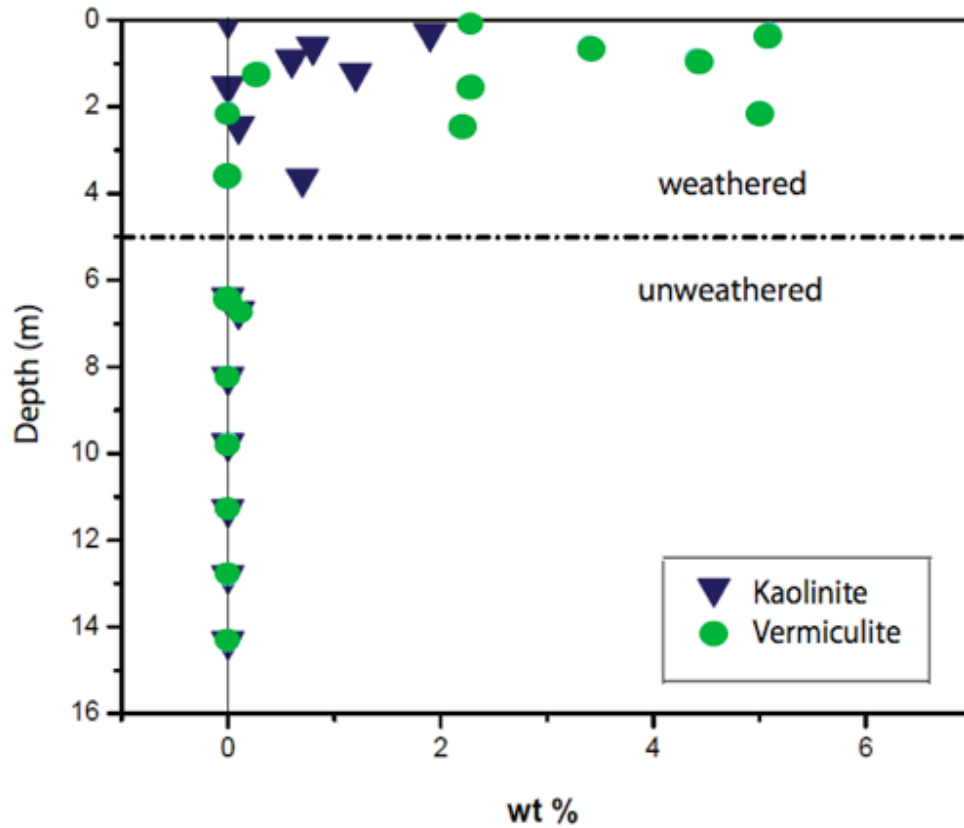 0
2
4
6
8
10
12
14
16
Depth (m)
weathered
unweathered
Kaolinite
Vermiculite
0 2 4 6
wt %